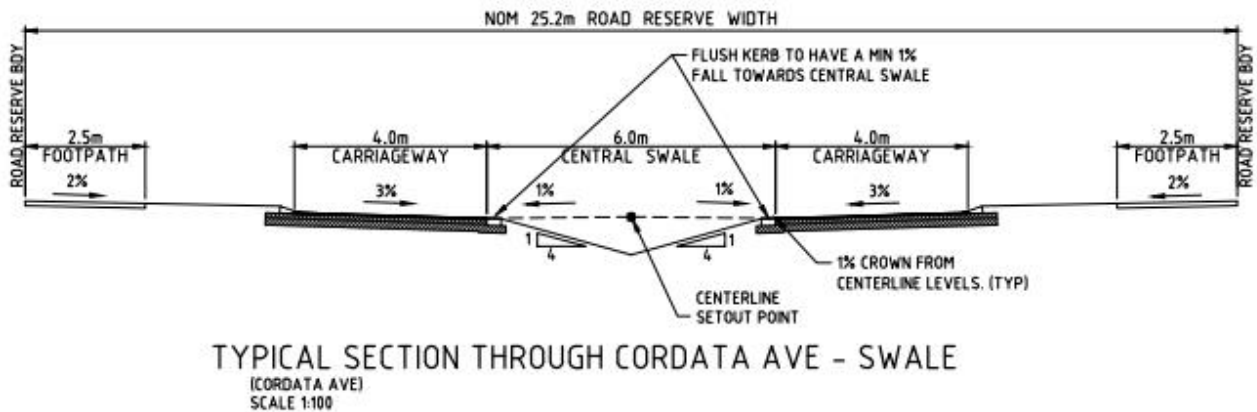 NOM 25.2m ROAD RESERVE WIDTH
ROAD RESERVE BDY
ROAD RESERVE BDY
FLUSH KERB TO HAVE A MIN 1%
FALL TOWARDS CENTRAL SWALE
2.5m
FOOTPATH
4.0m
CARRIAGEWAY
6.0m
CENTRAL SWALE
4.0m
CARRIAGEWAY
2.5m
FOOTPATH
2%
3%
1%
1%
3%
2%
1
4
1
4
1% CROWN FROM
CENTERLINE LEVELS. (TYP)
CENTERLINE
SETOUT POINT
TYPICAL SECTION THROUGH CORDATA AVE - SWALE
(CORDATA AVE)
SCALE 1:100